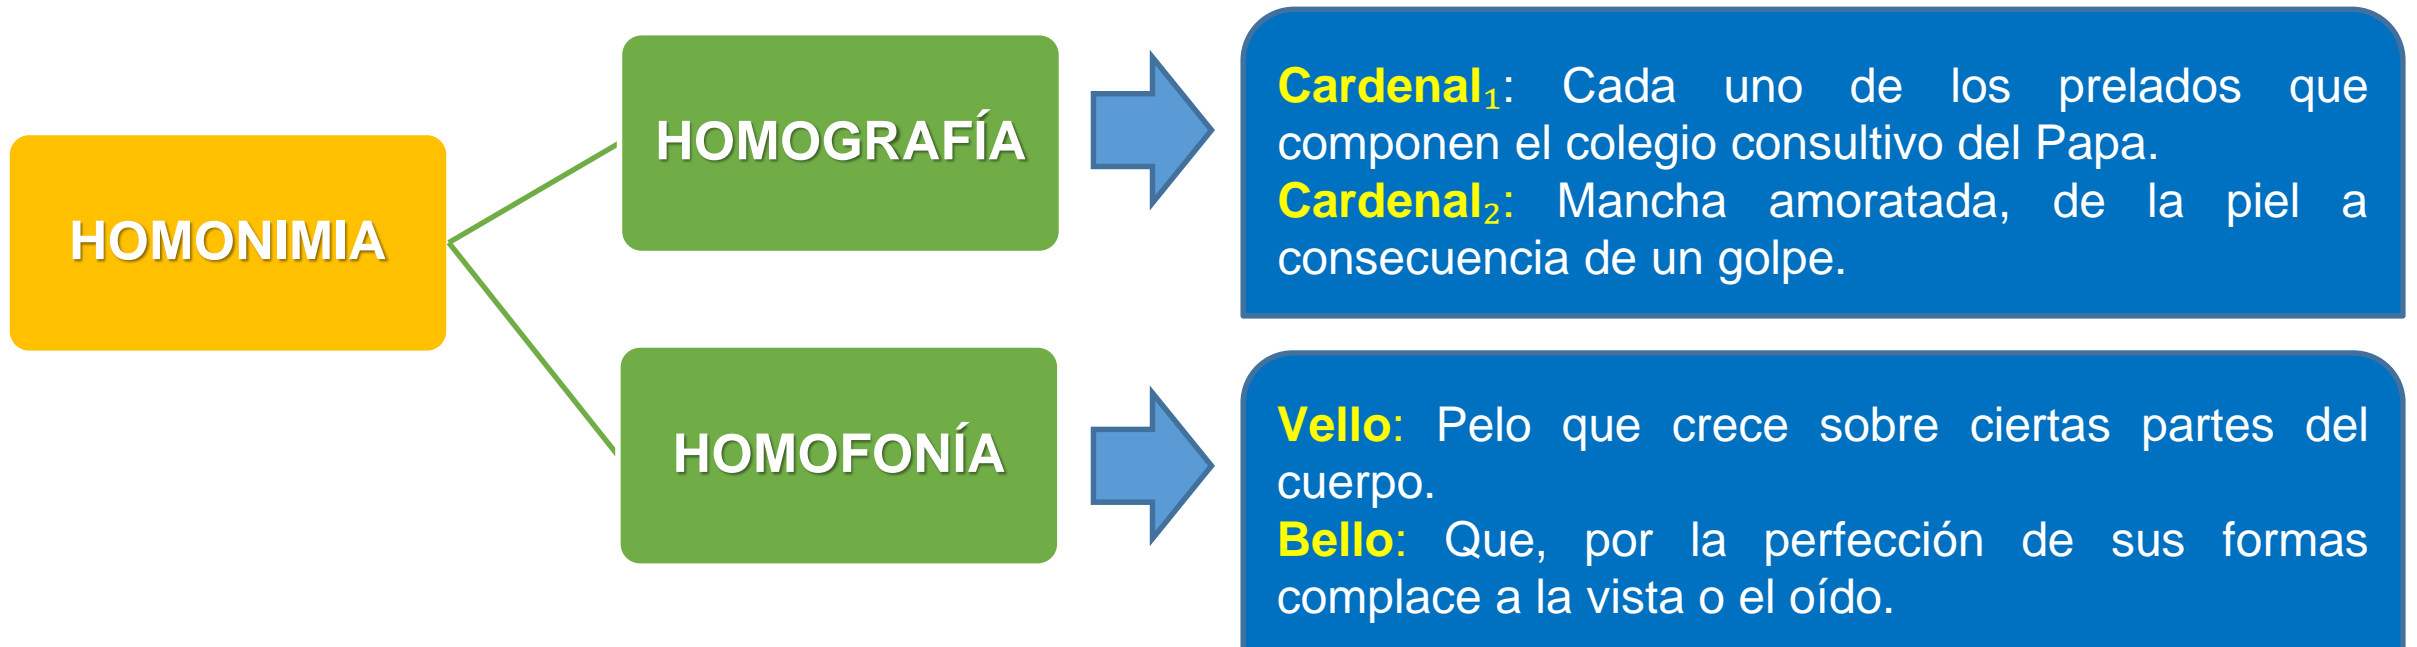 HOMONIMIA
HOMOGRAFÍA
Cardenal₁: Cada uno de los prelados que
componen el colegio consultivo del Papa.
Cardenal₂: Mancha amoratada, de la piel a
consecuencia de un golpe.
HOMOFONÍA
Vello: Pelo que crece sobre ciertas partes del
cuerpo.
Bello: Que, por la perfección de sus formas
complace a la vista o el oído.